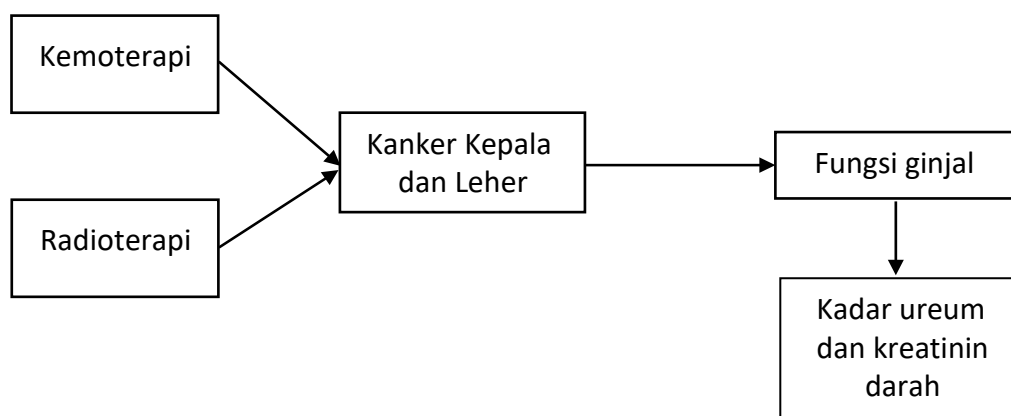 Kemoterapi
Radioterapi
Kanker Kepala
dan Leher
Fungsi ginjal
Kadar ureum
dan kreatinin
darah